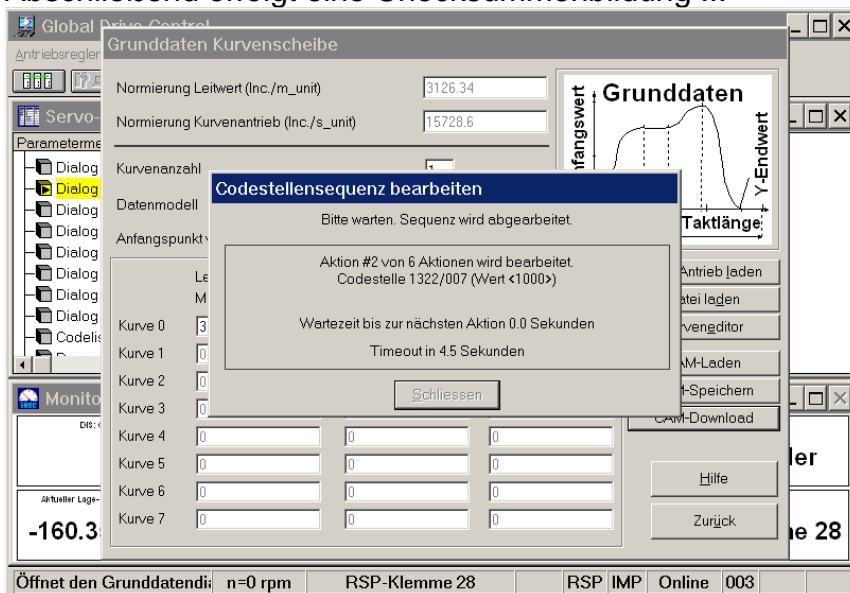 Abschließend erfolgt eine Checksummenbildung ...
Global Drive Control
Antriebsregler
Grunddaten Kurvenscheibe
Normierung Leitwert (Inc./m_unit)
3126.34
Normierung Kurvenantrieb (Inc./s_unit)
15728.6
Grunddaten
Y-Endwert
Taktlänge
Servo-
Parameterme
Dialog
Dialog
Dialog
Dialog
Dialog
Dialog
Dialog
Dialog
Codelis
Kurvenanzahl
1
Datenmodell
Anfangspunkt
Le
M
Codestellensequenz bearbeiten
Bitte warten. Sequenz wird abgearbeitet.
Aktion #2 von 6 Aktionen wird bearbeitet.
Codestelle 1322/007 (Wert <1000>)
Wartezeit bis zur nächsten Aktion 0.0 Sekunden
Timeout in 4.5 Sekunden
Schliessen
Antrieb laden
atei laden
rveneditor
M-Laden
-Speichern
CAM-Download
Hilfe
Zurück
Kurve 0
3
Kurve 1
0
Kurve 2
0
Kurve 3
0
Kurve 4
0 0 0
Kurve 5
0 0 0
Kurve 6
0 0 0
Kurve 7
0 0 0
Monito
DIS:
Aktueller Lage-
-160.3
ler
ne 28
Öffnet den Grunddatendia
n=0 rpm
RSP-Klemme 28
RSP
IMP
Online
003